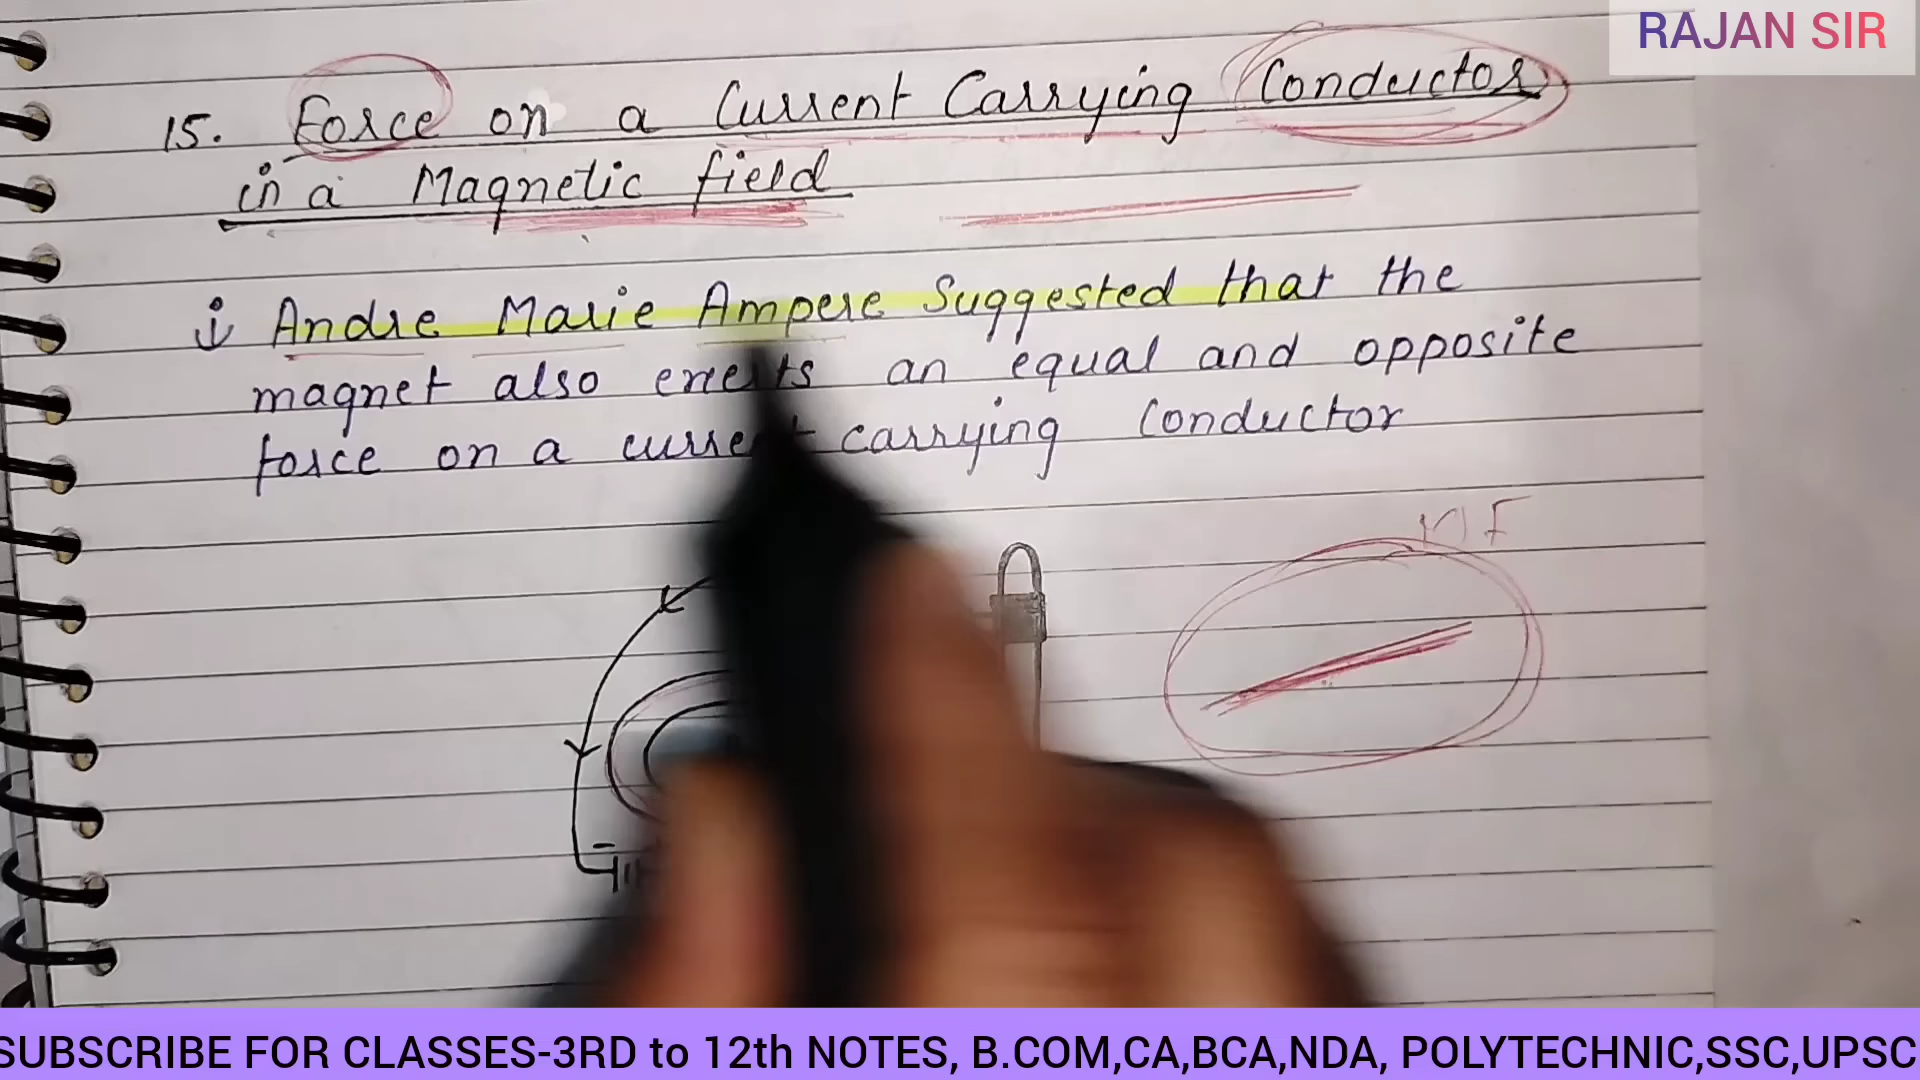 RAJAN SIR
15. Force on a Current Carrying Conductor
in a Magnetic field
i Andre Marie Ampere Suggested that the
magnet also exerts an equal and opposite
force on a current carrying Conductor
MF
SUBSCRIBE FOR CLASSES-3RD to 12th NOTES, B.COM,CA,BCA,NDA, POLYTECHNIC,SSC,UPSC